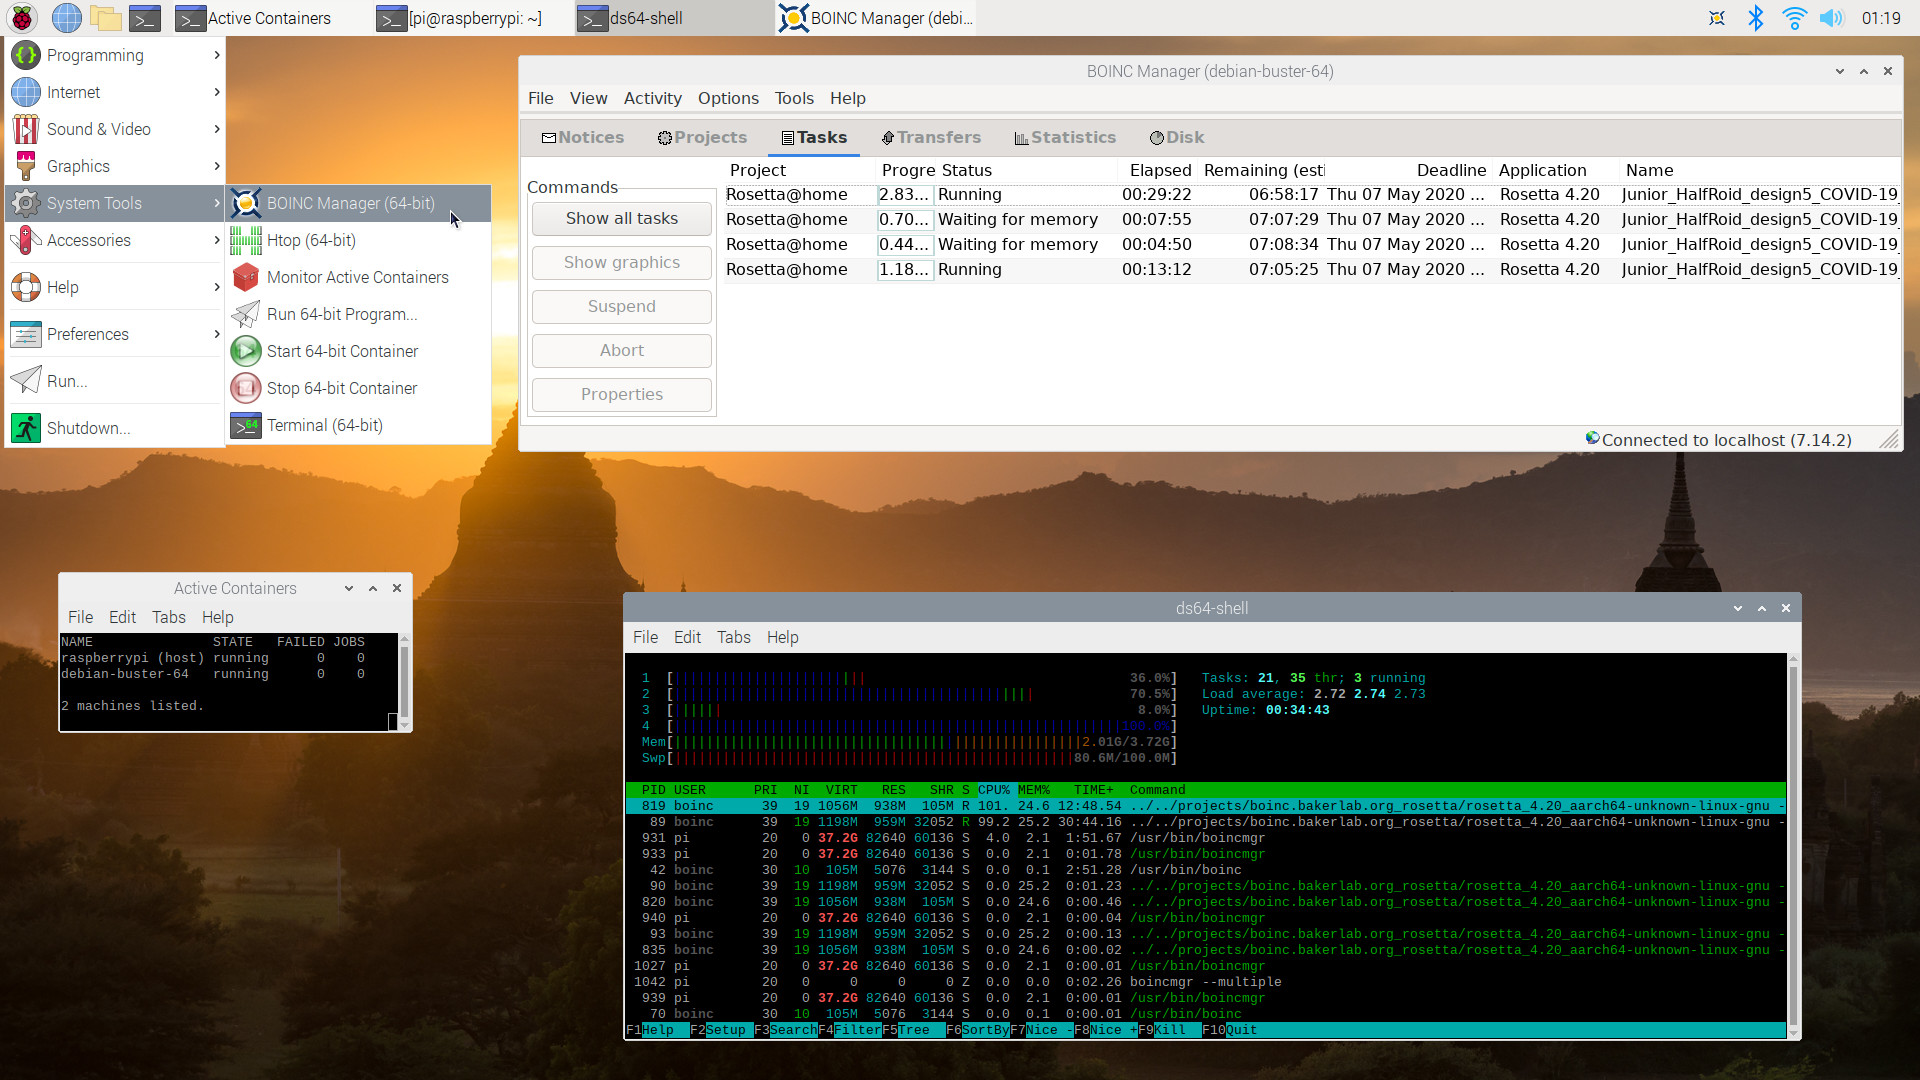 Active Containers
[pi@raspberrypi: ~]
ds64-shell
BOINC Manager (debi...
01:19
Programming
Internet
Sound & Video
Graphics
System Tools
Accessories
Help
Preferences
Run...
Shutdown...
BOINC Manager (64-bit)
Htop (64-bit)
Monitor Active Containers
Run 64-bit Program...
Start 64-bit Container
Stop 64-bit Container
Terminal (64-bit)
BOINC Manager (debian-buster-64)
File View Activity Options Tools Help
Notices Projects Tasks Transfers Statistics Disk
Commands
Show all tasks
Show graphics
Suspend
Abort
Properties
Project Progre Status Elapsed Remaining (esti Deadline Application Name
Rosetta@home 2.83... Running 00:29:22 06:58:17 Thu 07 May 2020 ... Rosetta 4.20 Junior_HalfRoid_design5_COVID-19_
Rosetta@home 0.70... Waiting for memory 00:07:55 07:07:29 Thu 07 May 2020 ... Rosetta 4.20 Junior_HalfRoid_design5_COVID-19_
Rosetta@home 0.44... Waiting for memory 00:04:50 07:08:34 Thu 07 May 2020 ... Rosetta 4.20 Junior_HalfRoid_design5_COVID-19_
Rosetta@home 1.18... Running 00:13:12 07:05:25 Thu 07 May 2020 ... Rosetta 4.20 Junior_HalfRoid_design5_COVID-19_
Connected to localhost (7.14.2)
Active Containers
File Edit Tabs Help
NAME STATE FAILED JOBS
raspberrypi (host) running 0 0
debian-buster-64 running 0 0
2 machines listed.
ds64-shell
File Edit Tabs Help
1 [||| 36.0%] Tasks: 21, 35 thr; 3 running
2 [|||| 70.5%] Load average: 2.72 2.74 2.73
3 [||||| 8.0%] Uptime: 00:34:43
4 [ 100.0%]
Mem[||||||||||||||||||||||||||||||||||||||||||||||||||2.01G/3.72G]
Swp[||||||||||||||||||||||||||||||||||||||||||||||||||80.6M/100.0M]
PID USER PRI NI VIRT RES SHR S CPU% MEM% TIME+ Command
819 boinc 39 19 1056M 938M 105M R 101. 24.6 12:48.54 ../../projects/boinc.bakerlab.org_rosetta/rosetta_4.20_aarch64-unknown-linux-gnu -
89 boinc 39 19 1198M 959M 32052 R 99.2 25.2 30:44.16 ../../projects/boinc.bakerlab.org_rosetta/rosetta_4.20_aarch64-unknown-linux-gnu -
931 pi 20 0 37.2G 82640 60136 S 4.0 2.1 1:51.67 /usr/bin/boincmgr
933 pi 20 0 37.2G 82640 60136 S 0.0 2.1 0:01.78 /usr/bin/boincmgr
42 boinc 30 10 105M 5076 3144 S 0.0 0.1 2:51.28 /usr/bin/boinc
90 boinc 39 19 1198M 959M 32052 S 0.0 25.2 0:01.23 ../../projects/boinc.bakerlab.org_rosetta/rosetta_4.20_aarch64-unknown-linux-gnu -
820 boinc 39 19 1056M 938M 105M S 0.0 24.6 0:00.46 ../../projects/boinc.bakerlab.org_rosetta/rosetta_4.20_aarch64-unknown-linux-gnu -
940 pi 20 0 37.2G 82640 60136 S 0.0 2.1 0:00.04 /usr/bin/boincmgr
93 boinc 39 19 1198M 959M 32052 S 0.0 25.2 0:00.13 ../../projects/boinc.bakerlab.org_rosetta/rosetta_4.20_aarch64-unknown-linux-gnu -
835 boinc 39 19 1056M 938M 105M S 0.0 24.6 0:00.02 ../../projects/boinc.bakerlab.org_rosetta/rosetta_4.20_aarch64-unknown-linux-gnu -
1027 pi 20 0 37.2G 82640 60136 S 0.0 2.1 0:00.01 /usr/bin/boincmgr
1042 pi 20 0 0 0 0 Z 0.0 0.0 0:02.26 boincmgr --multiple
939 pi 20 0 37.2G 82640 60136 S 0.0 2.1 0:00.01 /usr/bin/boincmgr
70 boinc 30 10 105M 5076 3144 S 0.0 0.1 0:00.01 /usr/bin/boinc
F1Help F2Setup F3SearchF4FilterF5Tree F6SortByF7Nice -F8Nice +F9Kill F10Quit